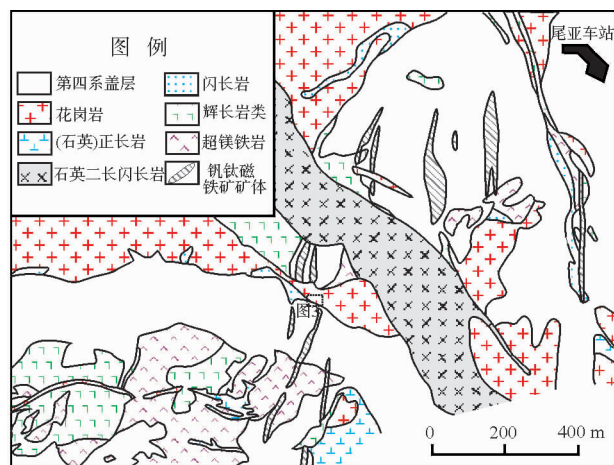 图 例
第四系盖层
闪长岩
花岗岩
辉长岩类
(石英)正长岩
超镁铁岩
石英二长闪长岩
钒钛磁
铁矿矿体
尾亚车站
图3
0 200 400 m